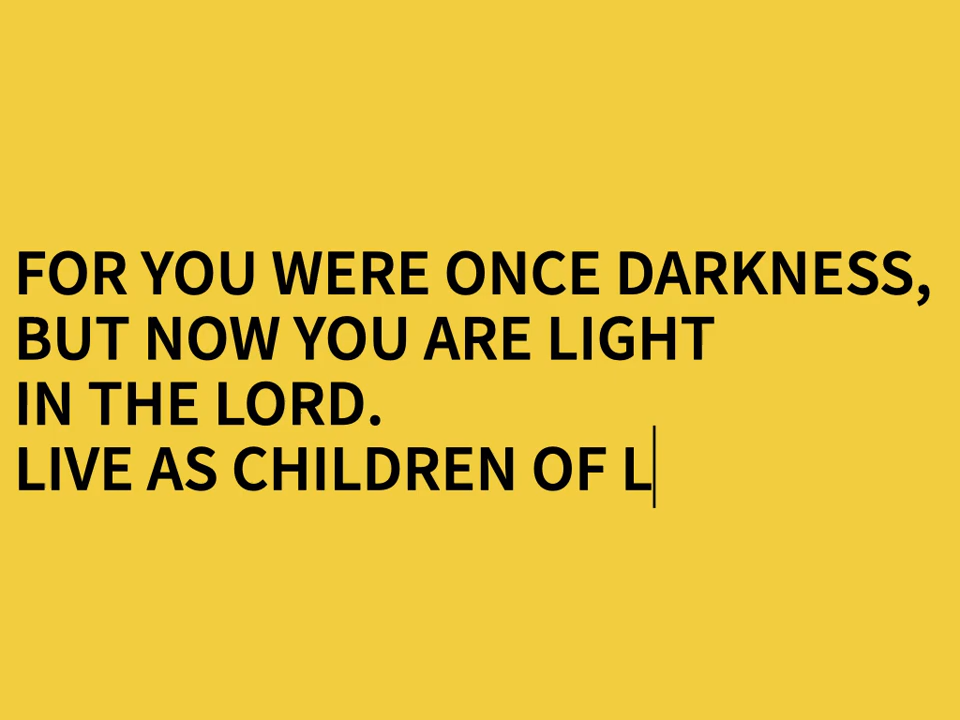 FOR YOU WERE ONCE DARKNESS,
BUT NOW YOU ARE LIGHT
IN THE LORD.
LIVE AS CHILDREN OF L